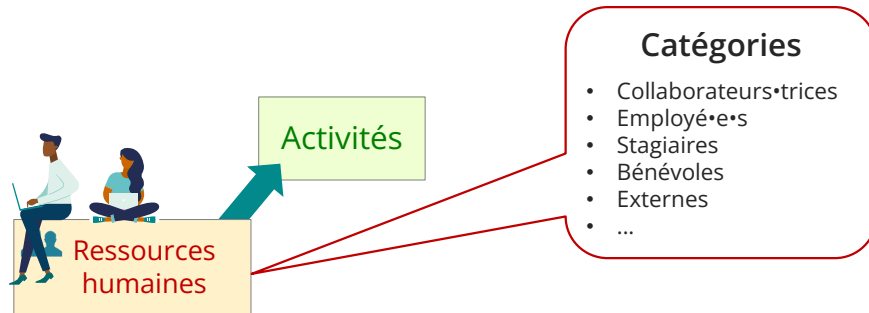 Catégories
• Collaborateurs•trices
• Employé•e•s
• Stagiaires
• Bénévoles
• Externes
• ...
Activités
Ressources
humaines